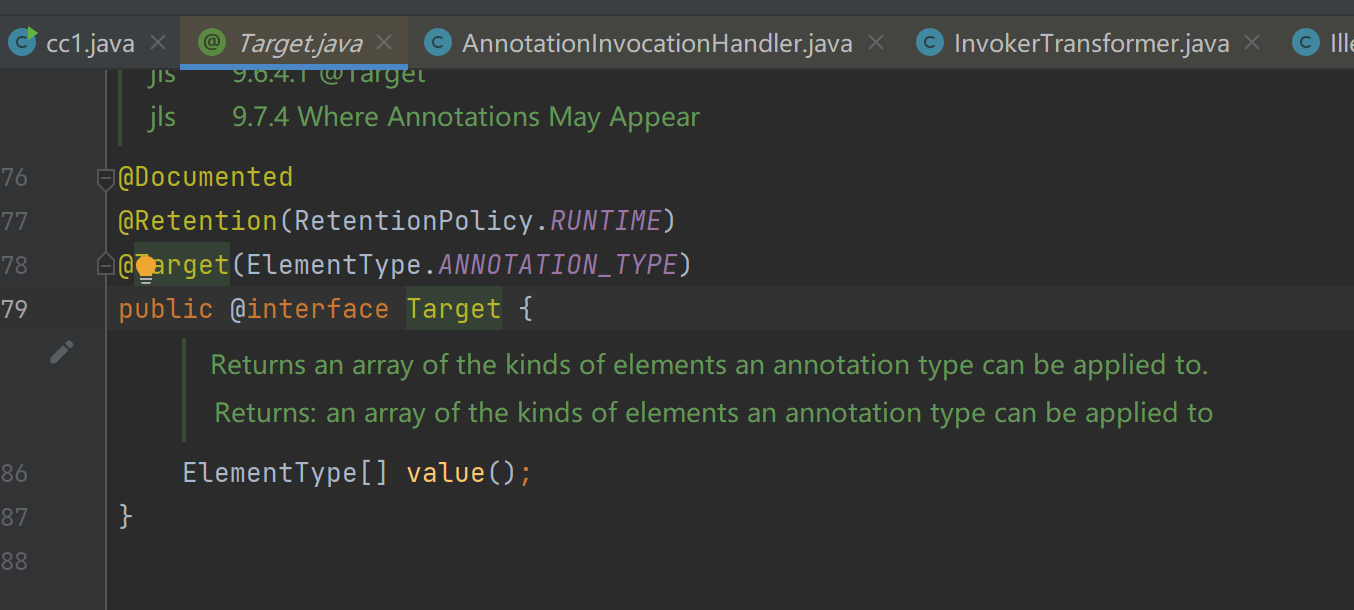 cc1.java Target.java AnnotationInvocationHandler.java InvokerTransformer.java Ille
jls 9.6.4.1 @Target
jls 9.7.4 Where Annotations May Appear
76 @Documented
77 @Retention(RetentionPolicy.RUNTIME)
78 @Target(ElementType.ANNOTATION_TYPE)
79 public @interface Target {
Returns an array of the kinds of elements an annotation type can be applied to.
Returns: an array of the kinds of elements an annotation type can be applied to
86 ElementType[] value();
87 }
88